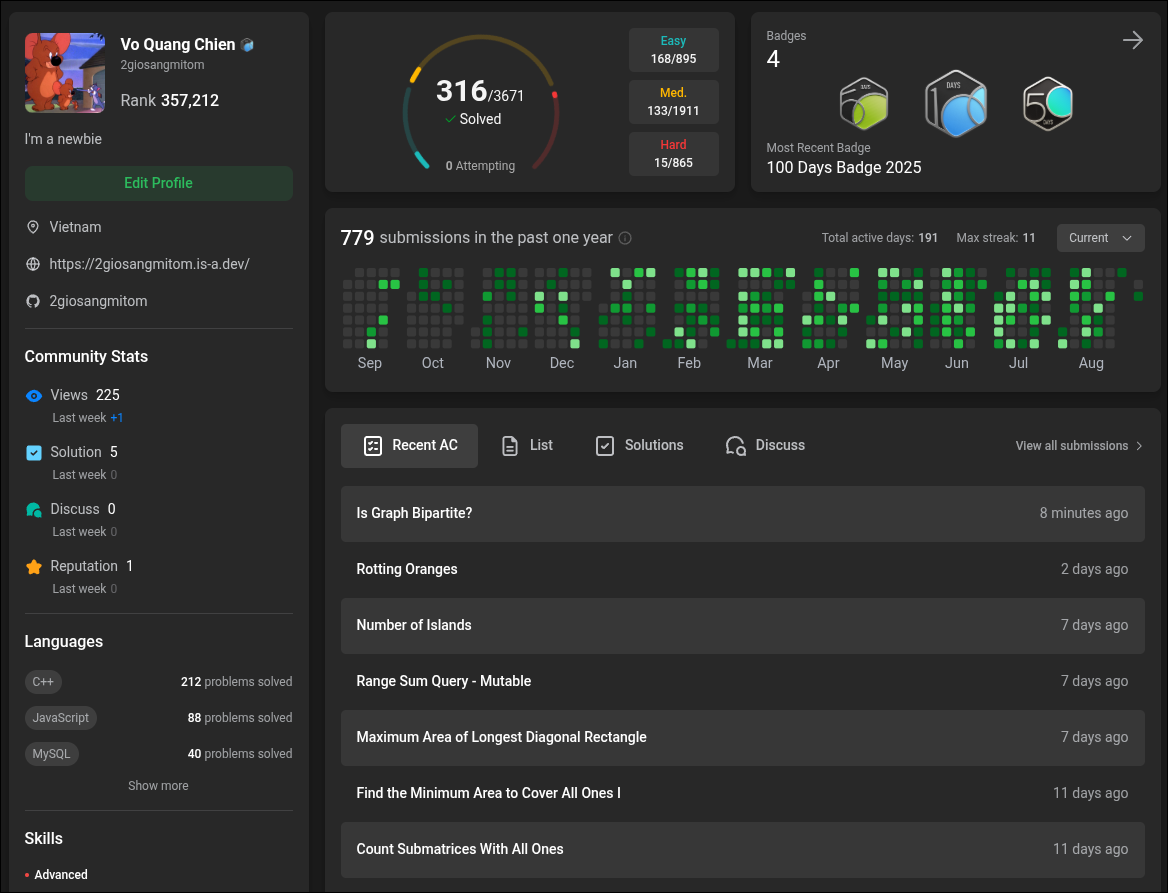 Vo Quang Chien
2giosangmitom
Rank 357,212
I'm a newbie
Edit Profile
Vietnam
https://2giosangmitom.is-a.dev/
2giosangmitom
Community Stats
Views 225
Last week +1
Solution 5
Last week 0
Discuss 0
Last week 0
Reputation 1
Last week 0
Languages
C++ 212 problems solved
JavaScript 88 problems solved
MySQL 40 problems solved
Show more
Skills
Advanced
316/3671
Solved
0 Attempting
Easy
168/895
Med.
133/1911
Hard
15/865
Badges
4
DAYS
DAYS
100
50
DAYS
Most Recent Badge
100 Days Badge 2025
779 submissions in the past one year
Total active days: 191 Max streak: 11 Current
Sep Oct Nov Dec Jan Feb Mar Apr May Jun Jul Aug
Recent AC List Solutions Discuss View all submissions
Is Graph Bipartite? 8 minutes ago
Rotting Oranges 2 days ago
Number of Islands 7 days ago
Range Sum Query - Mutable 7 days ago
Maximum Area of Longest Diagonal Rectangle 7 days ago
Find the Minimum Area to Cover All Ones I 11 days ago
Count Submatrices With All Ones 11 days ago